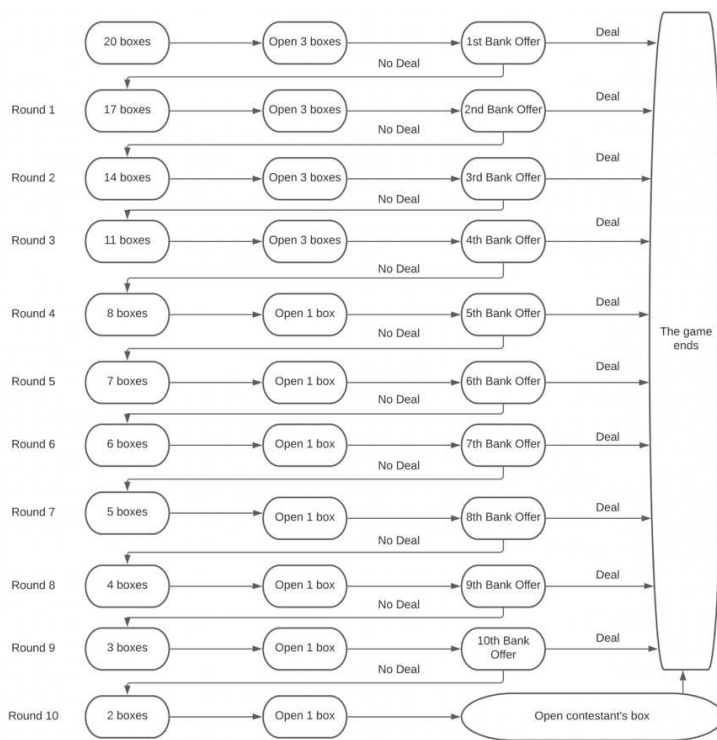 20 boxes
Open 3 boxes
1st Bank Offer
Deal
No Deal
Round 1
17 boxes
Open 3 boxes
2nd Bank Offer
Deal
No Deal
Round 2
14 boxes
Open 3 boxes
3rd Bank Offer
Deal
No Deal
Round 3
11 boxes
Open 3 boxes
4th Bank Offer
Deal
No Deal
Round 4
8 boxes
Open 1 box
5th Bank Offer
Deal
No Deal
The game
ends
Round 5
7 boxes
Open 1 box
6th Bank Offer
Deal
No Deal
Round 6
6 boxes
Open 1 box
7th Bank Offer
Deal
No Deal
Round 7
5 boxes
Open 1 box
8th Bank Offer
Deal
No Deal
Round 8
4 boxes
Open 1 box
9th Bank Offer
Deal
No Deal
Round 9
3 boxes
Open 1 box
10th Bank
Offer
Deal
No Deal
Round 10
2 boxes
Open 1 box
Open contestant's box